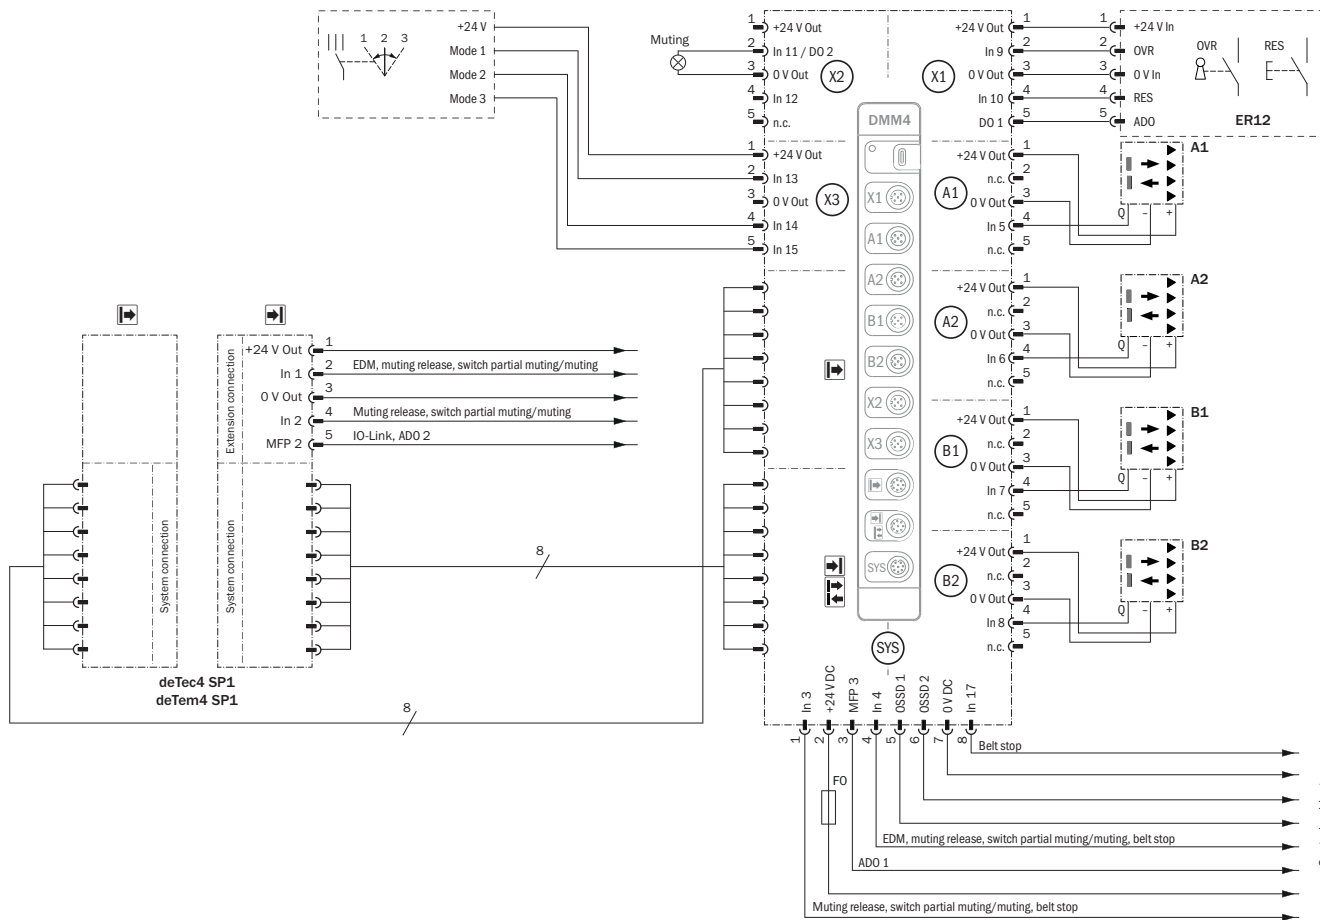 +24 V
Mode 1
Mode 2
Mode 3
1 2 3
Muting
1 +24 V Out
2 In 11 / DO 2
3 0 V Out
4 In 12
5 n.c.
X2
+24 V Out 1
In 9 2
0 V Out 3
In 10 4
DO 1 5
X1
1 +24 V In
2 OVR
3 0 V In
4 RES
5 ADO
OVR RES
ER12
1 +24 V Out
2 In 13
3 0 V Out
4 In 14
5 In 15
X3
DMM4
X1
A1
A2
B1
B2
X2
X3
SYS
+24 V Out 1
n.c. 2
0 V Out 3
In 5 4
n.c. 5
A1
A1
Q – +
+24 V Out 1
n.c. 2
0 V Out 3
In 6 4
n.c. 5
A2
A2
Q – +
+24 V Out 1
n.c. 2
0 V Out 3
In 7 4
n.c. 5
B1
B1
Q – +
+24 V Out 1
n.c. 2
0 V Out 3
In 8 4
n.c. 5
B2
B2
Q – +
Extension connection
+24 V Out 1
In 1 2 EDM, muting release, switch partial muting/muting
0 V Out 3
In 2 4 Muting release, switch partial muting/muting
MFP 2 5 IO-Link, ADO 2
System connection
System connection
8
deTec4 SP1
deTem4 SP1
8
SYS
In 3
+24 V DC
MFP 3
In 4
OSSD 1
OSSD 2
0 V DC
In 17
1 2 3 4 5 6 7 8
Belt stop
F0
EDM, muting release, switch partial muting/muting, belt stop
ADO 1
Muting release, switch partial muting/muting, belt stop